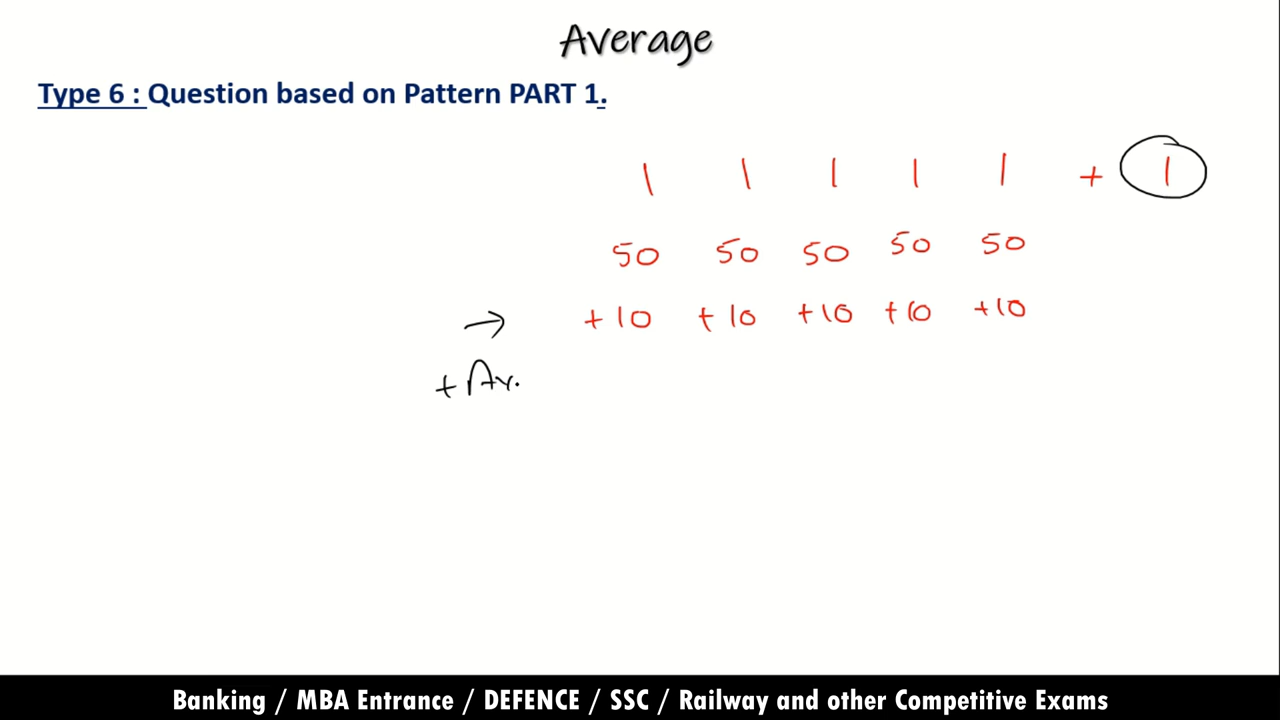 Average
Type 6 : Question based on Pattern PART 1.
1 1 1 1 1 + 1
50 50 50 50 50
→ +10 +10 +10 +10 +10
+ Av.
Banking / MBA Entrance / DEFENCE / SSC / Railway and other Competitive Exams